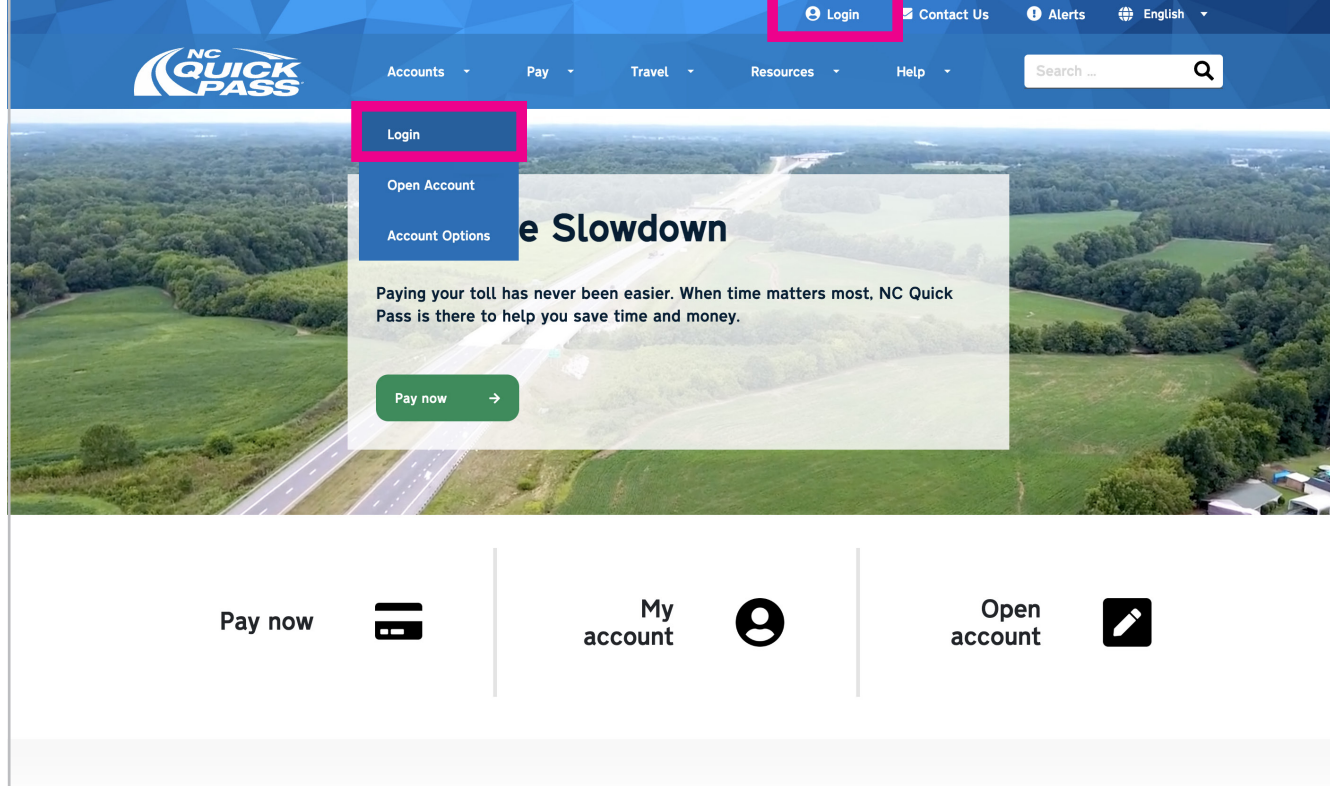 Login
Contact Us
Alerts
English
NC
QUICK
PASS
Accounts
Pay
Travel
Resources
Help
Search ...
Login
Open Account
Account Options
e Slowdown
Paying your toll has never been easier. When time matters most, NC Quick
Pass is there to help you save time and money.
Pay now
Pay now
My
account
Open
account